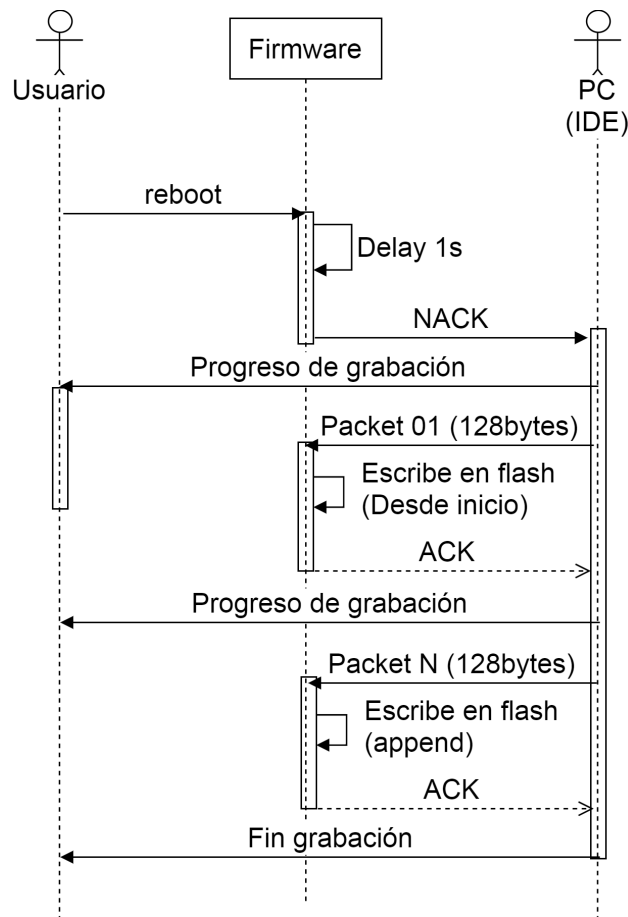 Usuario
Firmware
PC
(IDE)
reboot
Delay 1s
NACK
Progreso de grabación
Packet 01 (128bytes)
Escribe en flash
(Desde inicio)
ACK
Progreso de grabación
Packet N (128bytes)
Escribe en flash
(append)
ACK
Fin grabación